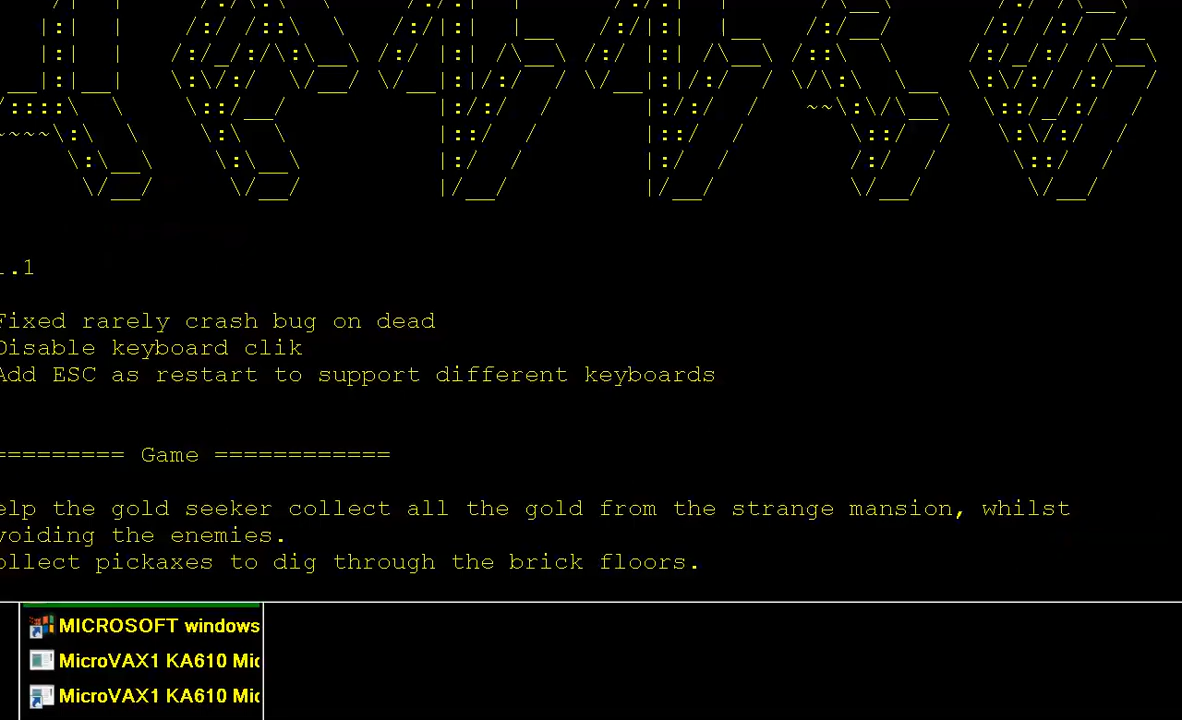 .1
Fixed rarely crash bug on dead
Disable keyboard clik
Add ESC as restart to support different keyboards
========= Game ============
elp the gold seeker collect all the gold from the strange mansion, whilst
voiding the enemies.
ollect pickaxes to dig through the brick floors.
MICROSOFT windows
MicroVAX1 KA610 Mic
MicroVAX1 KA610 Mic